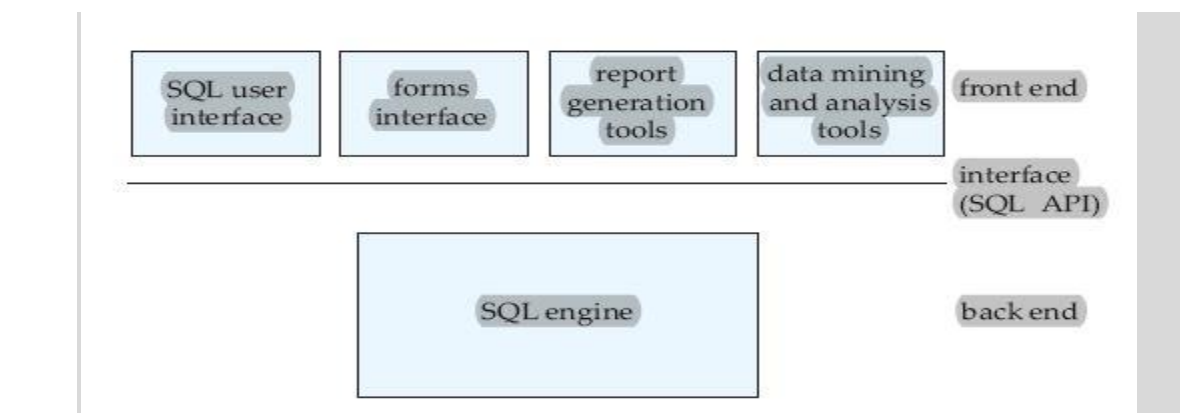 SQL user
interface
forms
interface
report
generation
tools
data mining
and analysis
tools
front end
interface
(SQL API)
SQL engine
back end